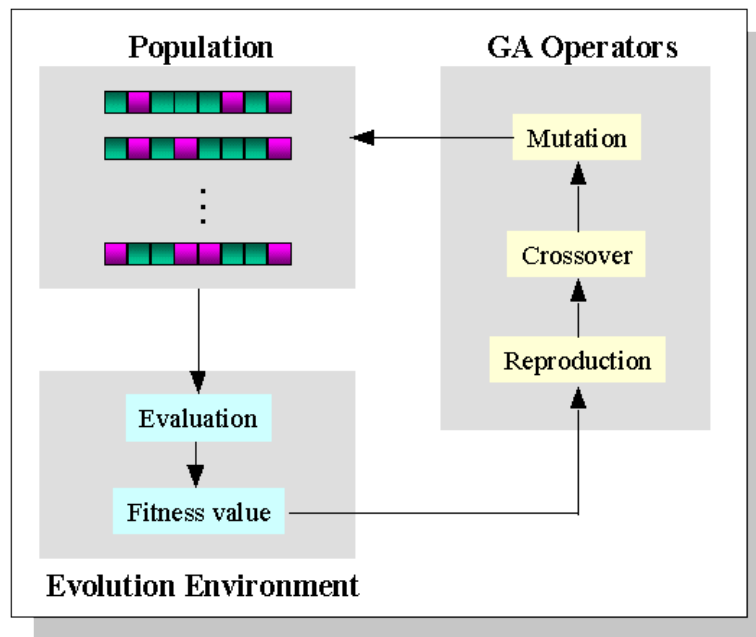 Population
GA Operators
Mutation
Crossover
Reproduction
Evaluation
Fitness value
Evolution Environment